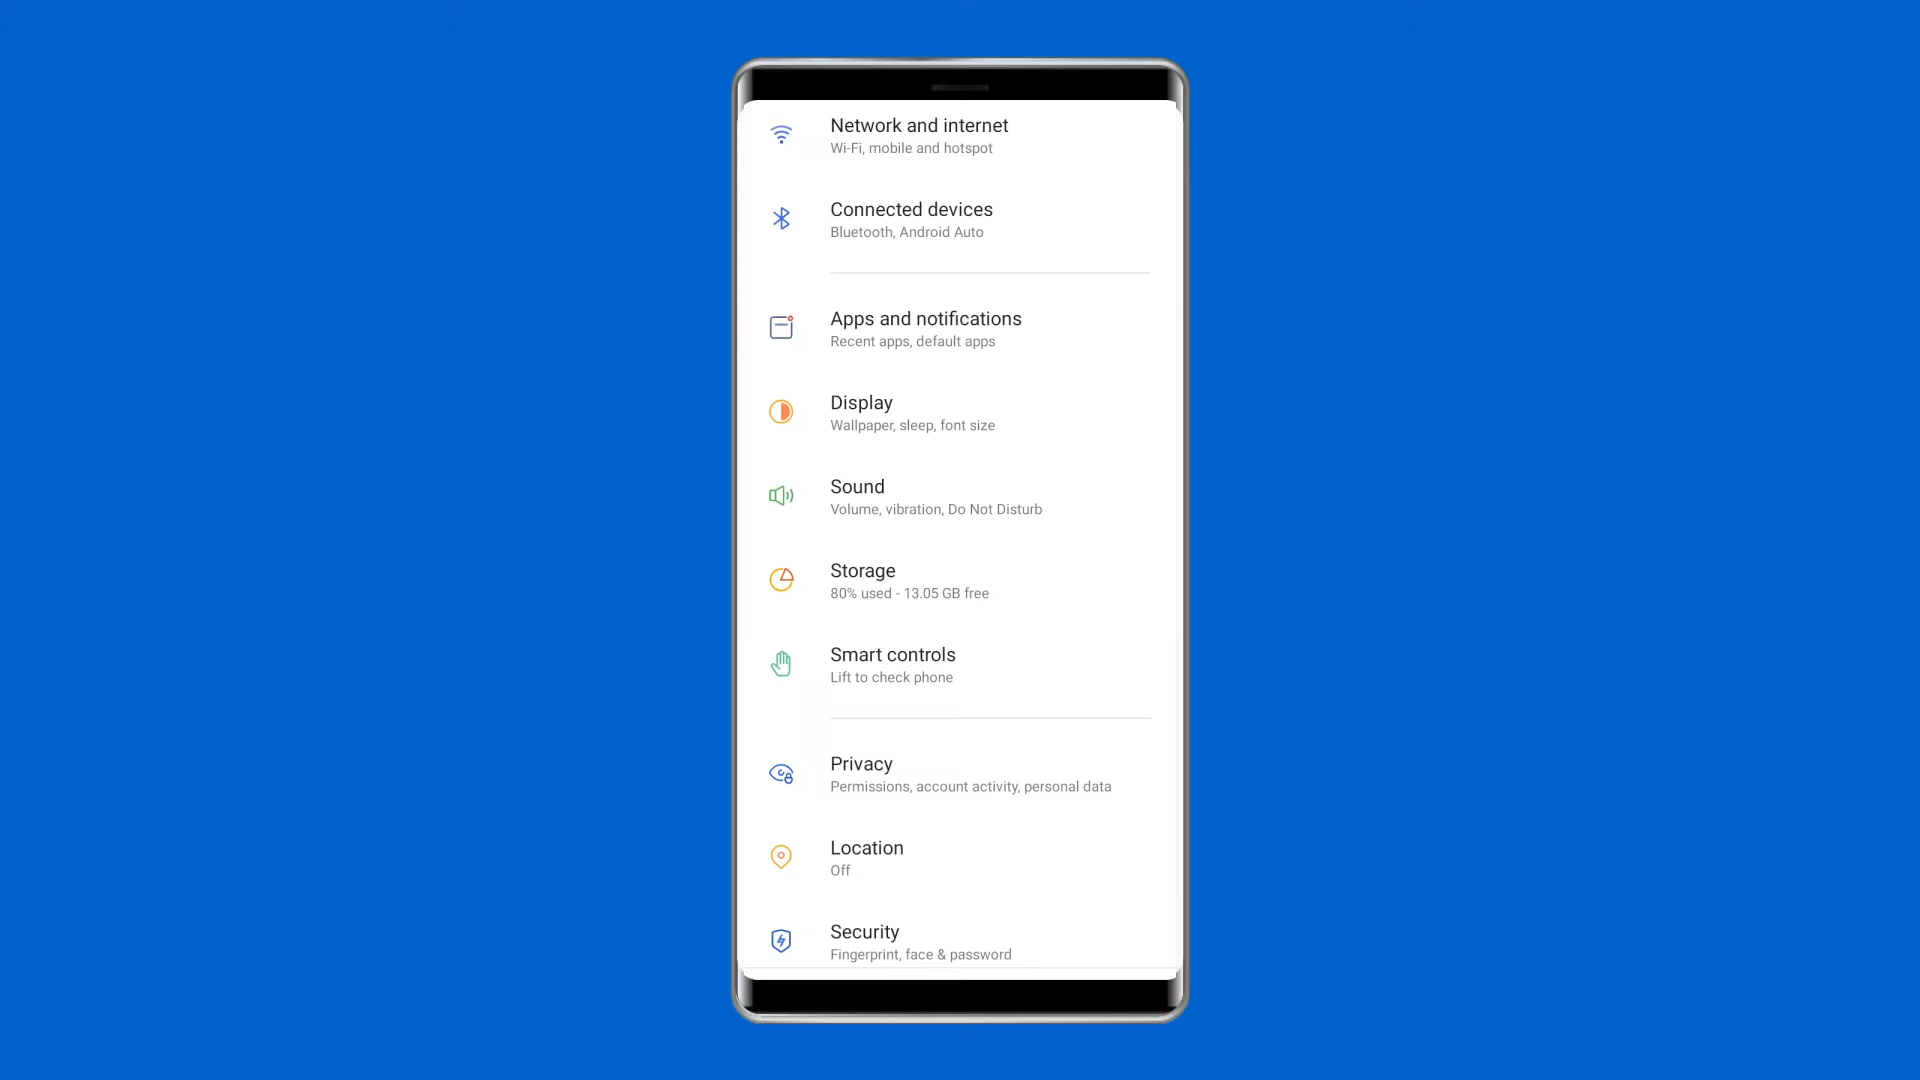 Network and internet
Wi-Fi, mobile and hotspot
Connected devices
Bluetooth, Android Auto
Apps and notifications
Recent apps, default apps
Display
Wallpaper, sleep, font size
Sound
Volume, vibration, Do Not Disturb
Storage
80% used - 13.05 GB free
Smart controls
Lift to check phone
Privacy
Permissions, account activity, personal data
Location
Off
Security
Fingerprint, face & password